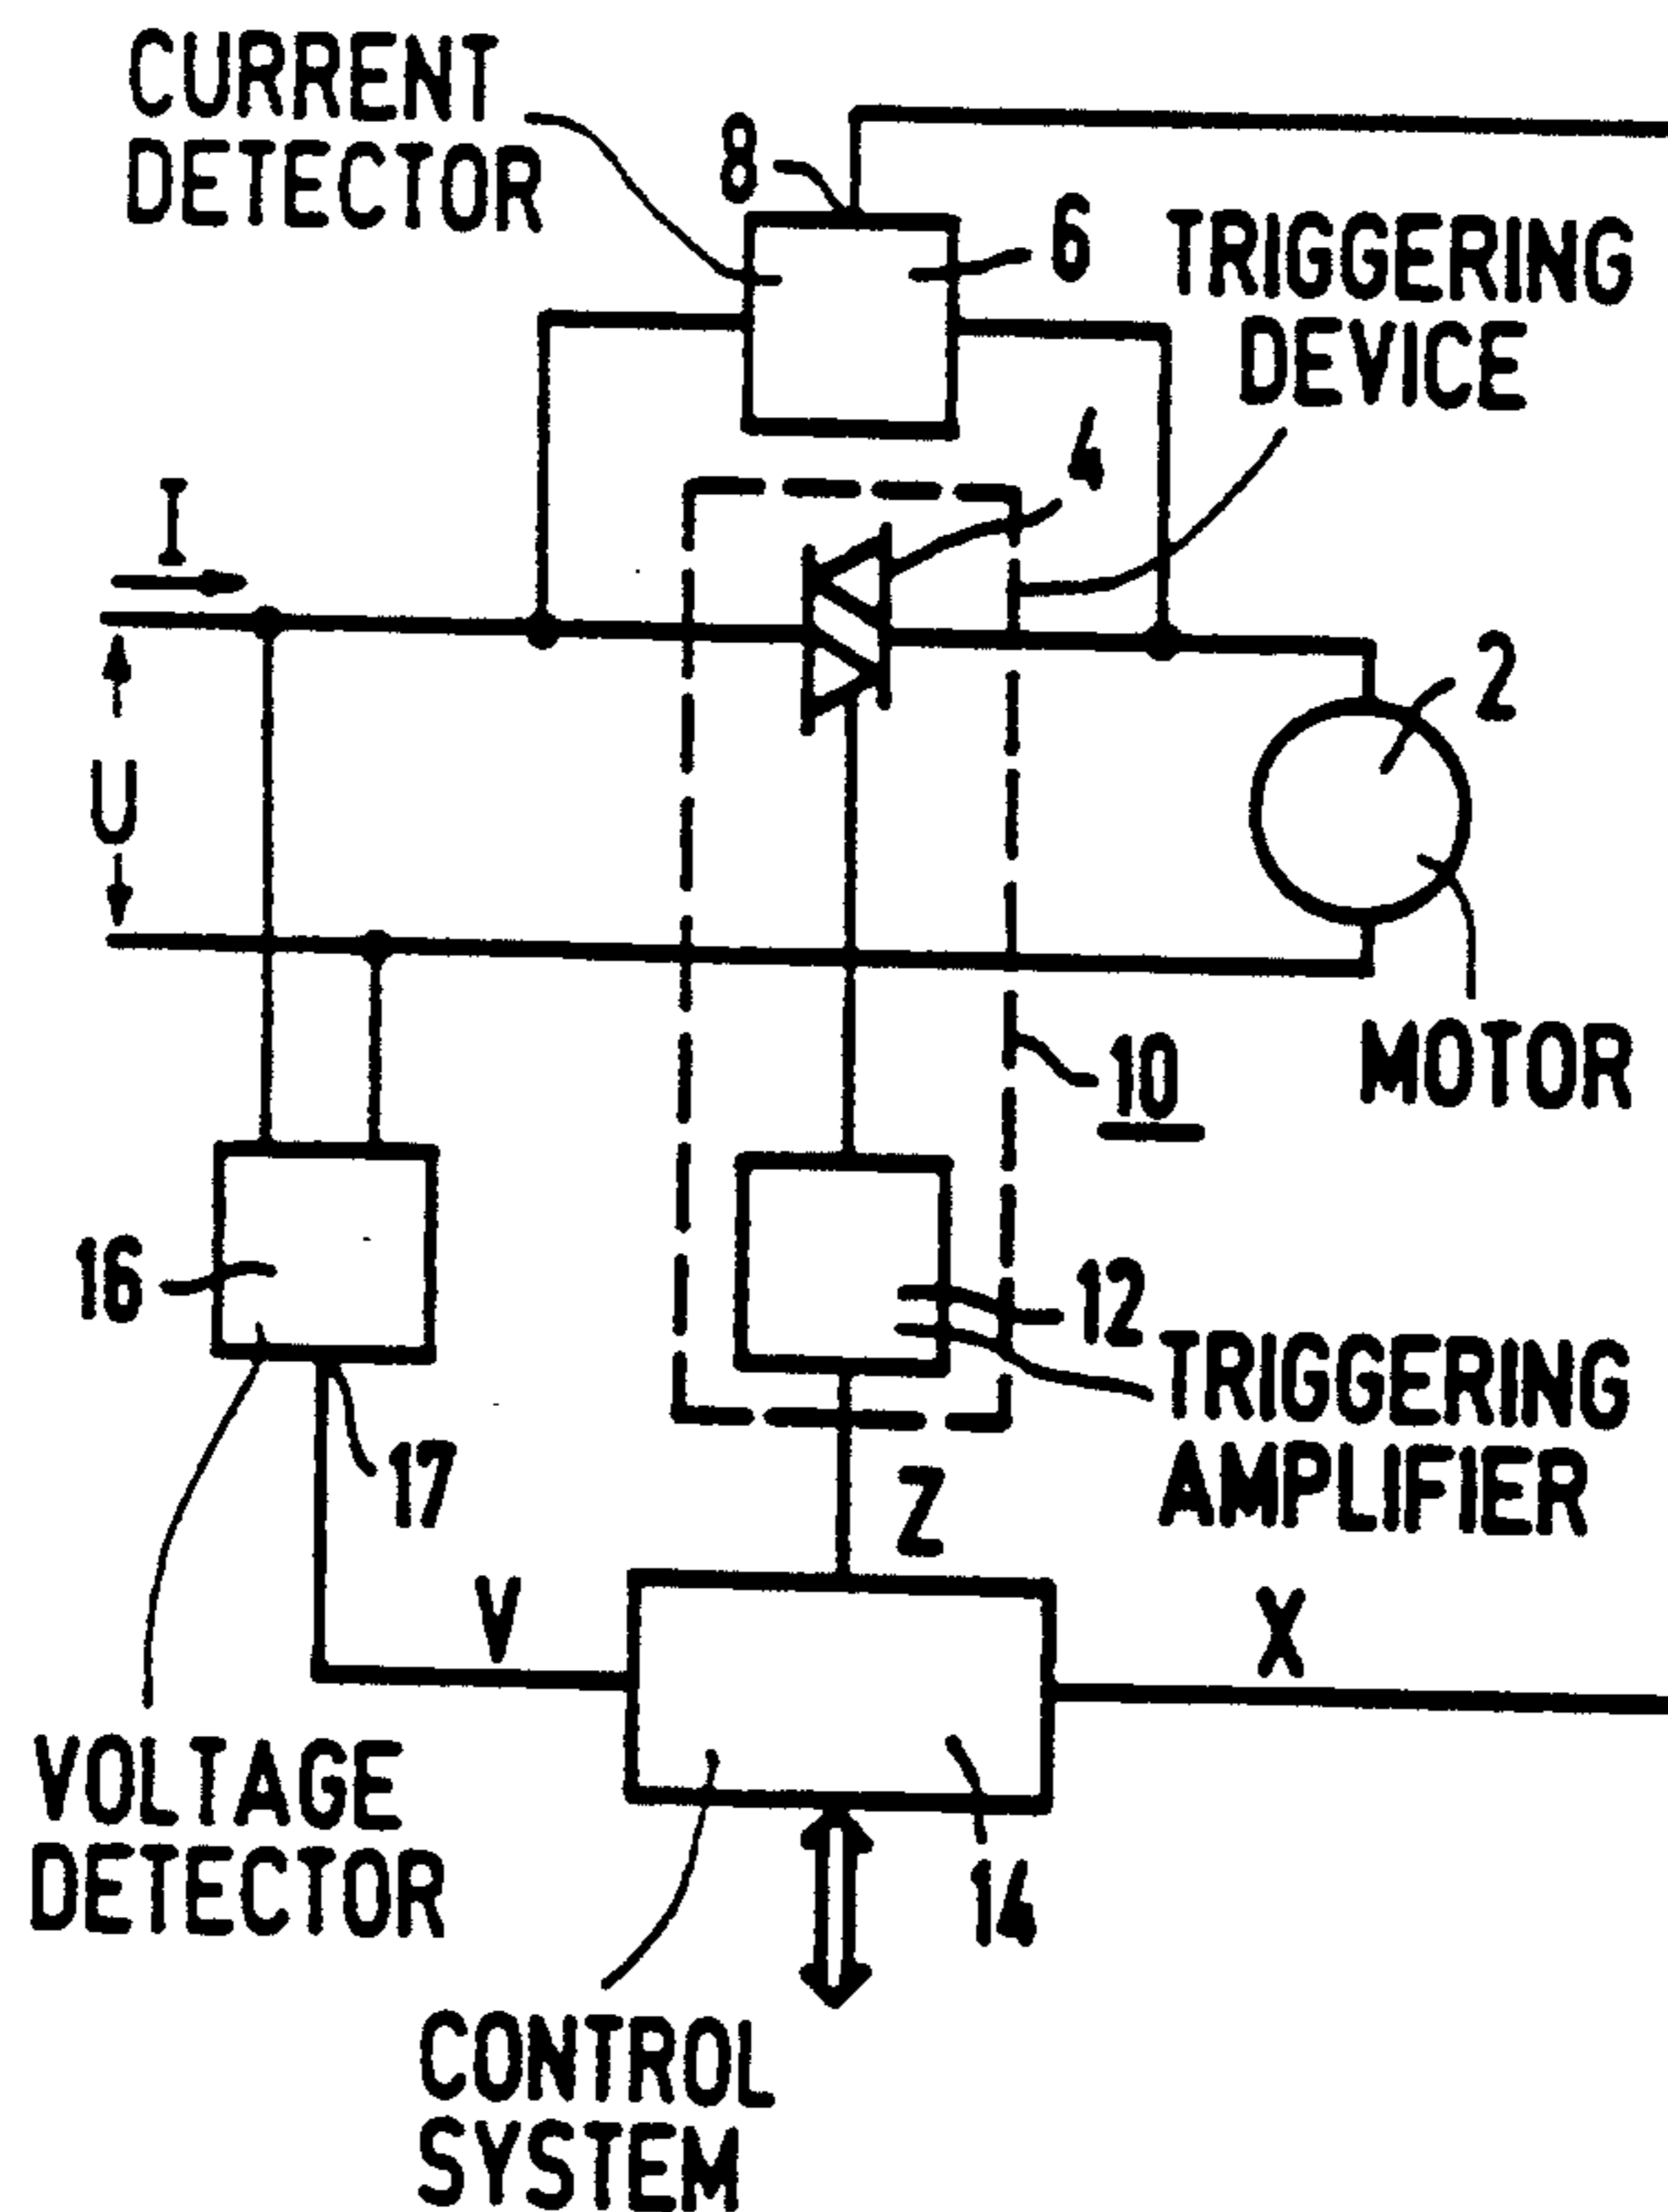 CURRENT
DETECTOR
8
6
TRIGGERING
DEVICE
4
I
2
U
10
MOTOR
16
12
TRIGGERING
AMPLIFIER
17
Z
V
X
VOLTAGE
DETECTOR
14
CONTROL
SYSTEM